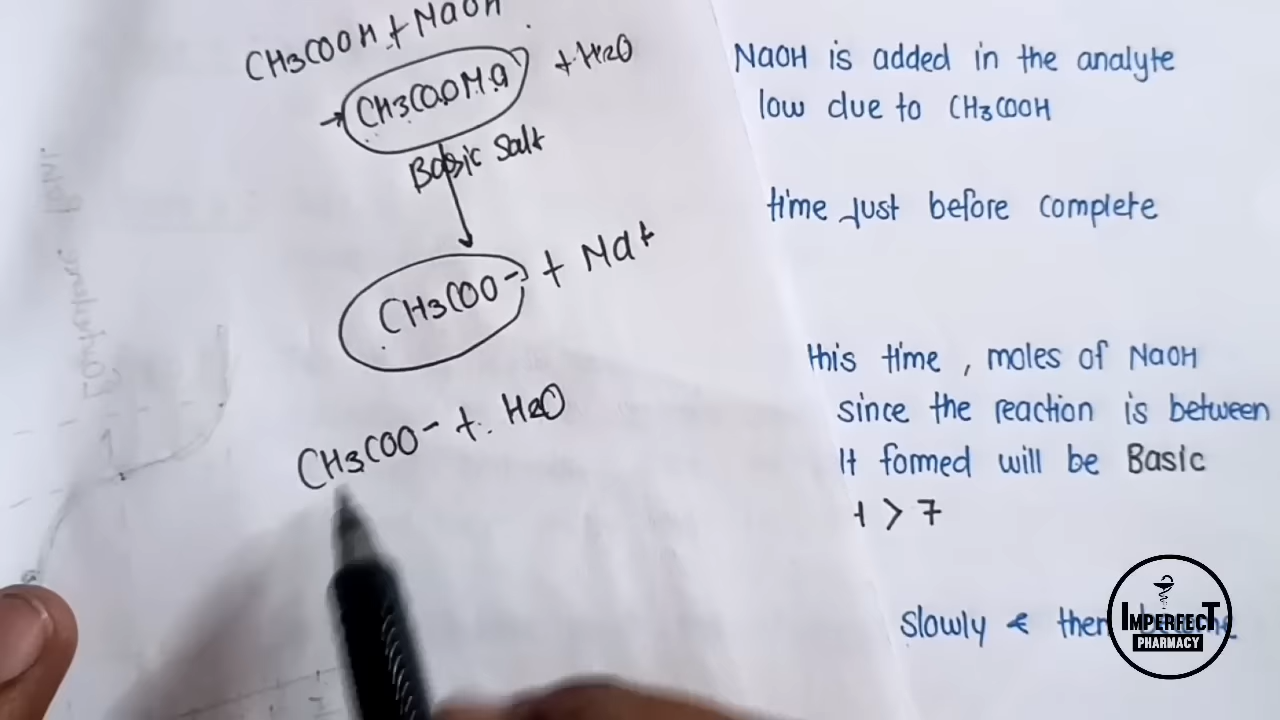 CH3COOH + NaOH
→ CH3COONa + H2O
Basic Salt
CH3COO- + Na+
CH3COO- + H2O
NaOH is added in the analyte
low due to CH3COOH
time Just before complete
this time , moles of NaOH
since the reaction is between
lt formed will be Basic
t > 7
slowly & then
IMPERFECT
PHARMACY